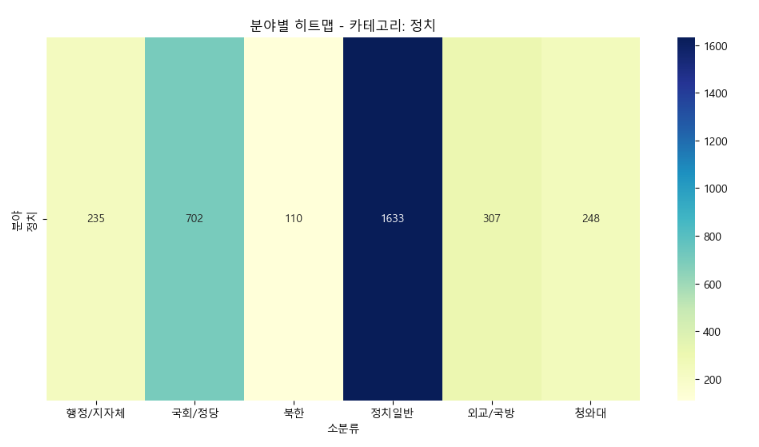 분야별 히트맵 - 카테고리: 정치
분야
정치
235 702 110 1633 307 248
행정/지자체 국회/정당 북한 정치일반 외교/국방 청와대
소분류
1600
1400
1200
1000
800
600
400
200